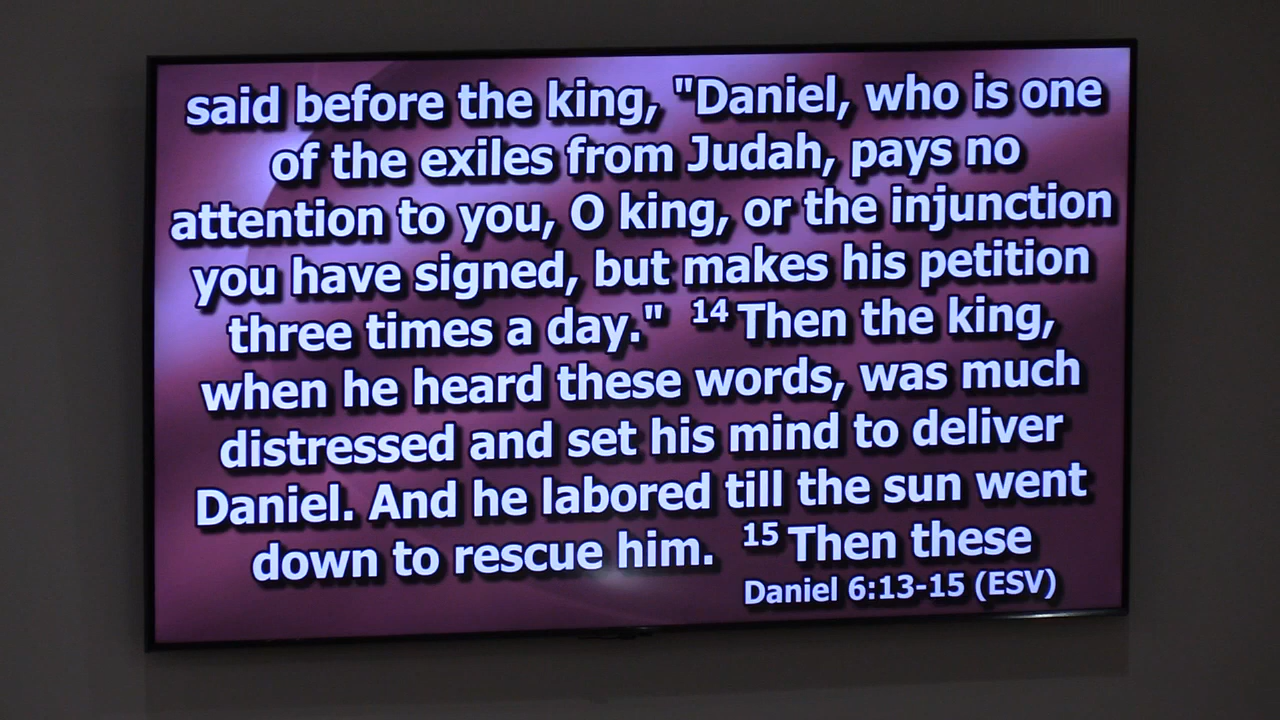 said before the king, "Daniel, who is one
of the exiles from Judah, pays no
attention to you, O king, or the injunction
you have signed, but makes his petition
three times a day." 14 Then the king,
when he heard these words, was much
distressed and set his mind to deliver
Daniel. And he labored till the sun went
down to rescue him. 15 Then these
Daniel 6:13-15 (ESV)